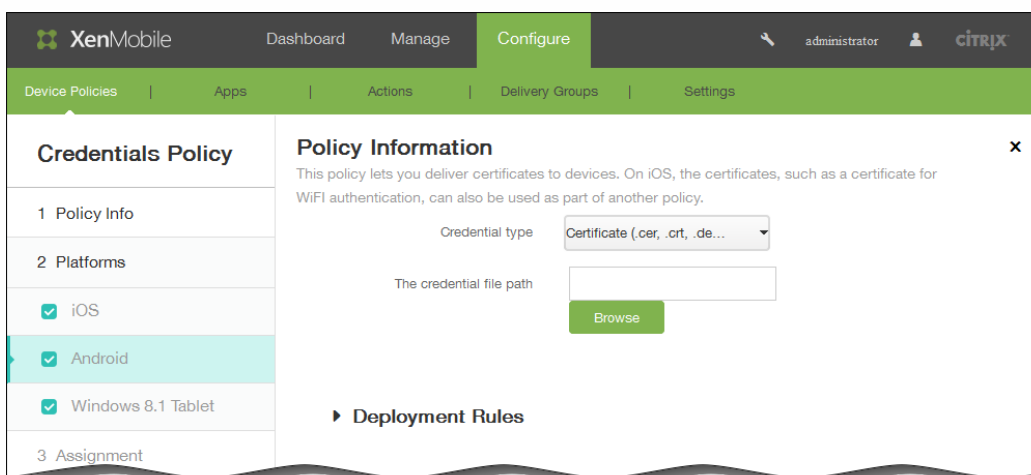 XenMobile Dashboard Manage Configure administrator CİTRIX
Device Policies | Apps | Actions | Delivery Groups | Settings
Credentials Policy
1 Policy Info
2 Platforms
iOS
Android
Windows 8.1 Tablet
3 Assignment
Policy Information x
This policy lets you deliver certificates to devices. On iOS, the certificates, such as a certificate for
WiFI authentication, can also be used as part of another policy.
Credential type Certificate (.cer, .crt, .de...
The credential file path
Browse
Deployment Rules